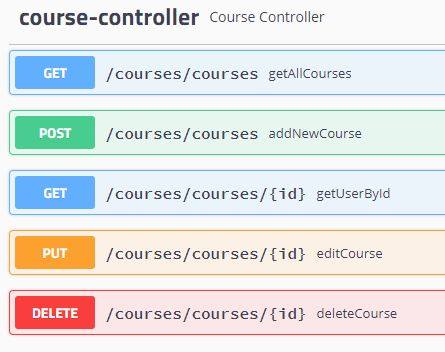 course-controller Course Controller
GET /courses/courses getAllCourses
POST /courses/courses addNewCourse
GET /courses/courses/{id} getUserById
PUT /courses/courses/{id} editCourse
DELETE /courses/courses/{id} deleteCourse